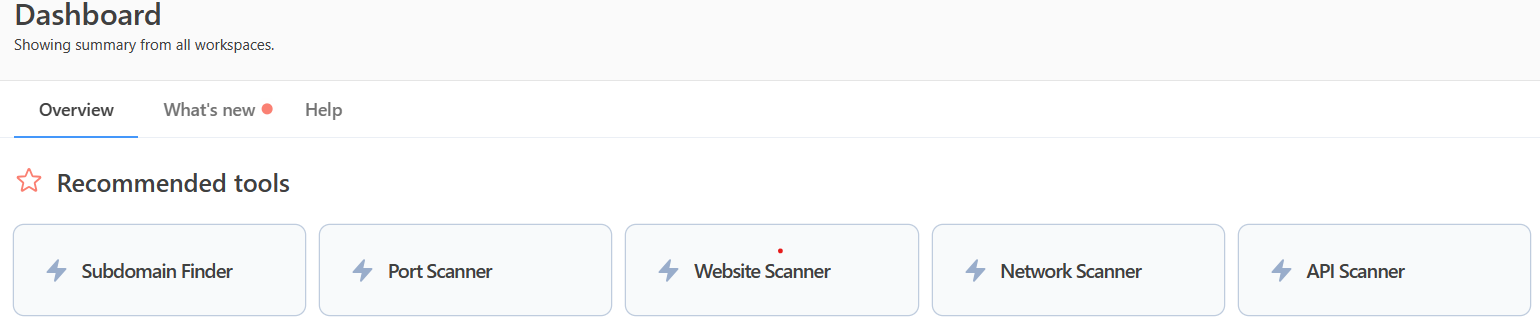 Dashboard
Showing summary from all workspaces.
Overview What's new Help
Recommended tools
Subdomain Finder Port Scanner Website Scanner Network Scanner API Scanner